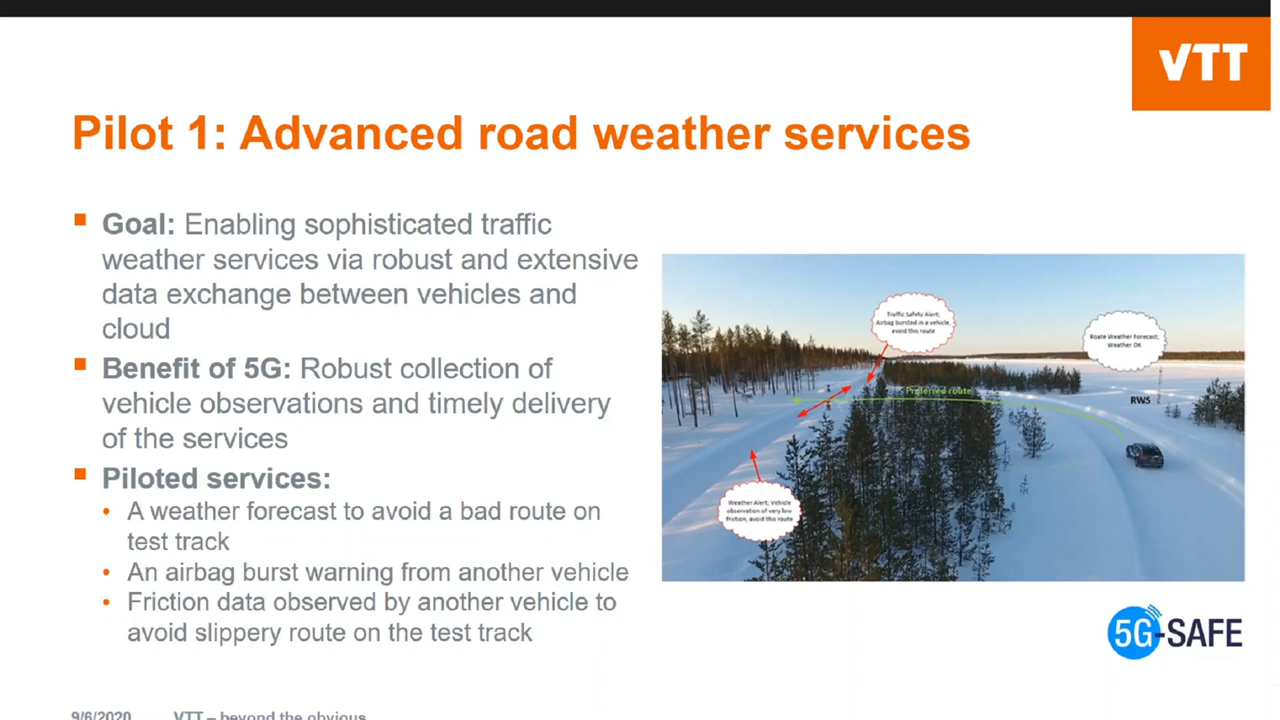 VTT
Pilot 1: Advanced road weather services
Goal: Enabling sophisticated traffic
weather services via robust and extensive
data exchange between vehicles and
cloud
Benefit of 5G: Robust collection of
vehicle observations and timely delivery
of the services
Piloted services:
A weather forecast to avoid a bad route on
test track
An airbag burst warning from another vehicle
Friction data observed by another vehicle to
avoid slippery route on the test track
Traffic Safety Alert;
Airbag bursted in a vehicle,
avoid this route
Roate Weather Forecast;
Weather OK
Preferred route
RWS
Weather Alert; Vehicle
observation of very low
friction, avoid this route
5G-SAFE
9/6/2020 VTT – beyond the obvious